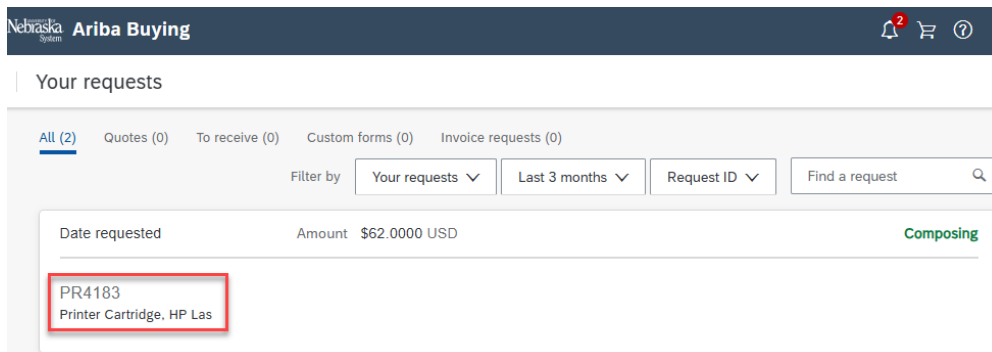 Nebraska System Ariba Buying 2
Your requests
All (2) Quotes (0) To receive (0) Custom forms (0) Invoice requests (0)
Filter by Your requests Last 3 months Request ID Find a request
Date requested Amount $62.0000 USD Composing
PR4183
Printer Cartridge, HP Las